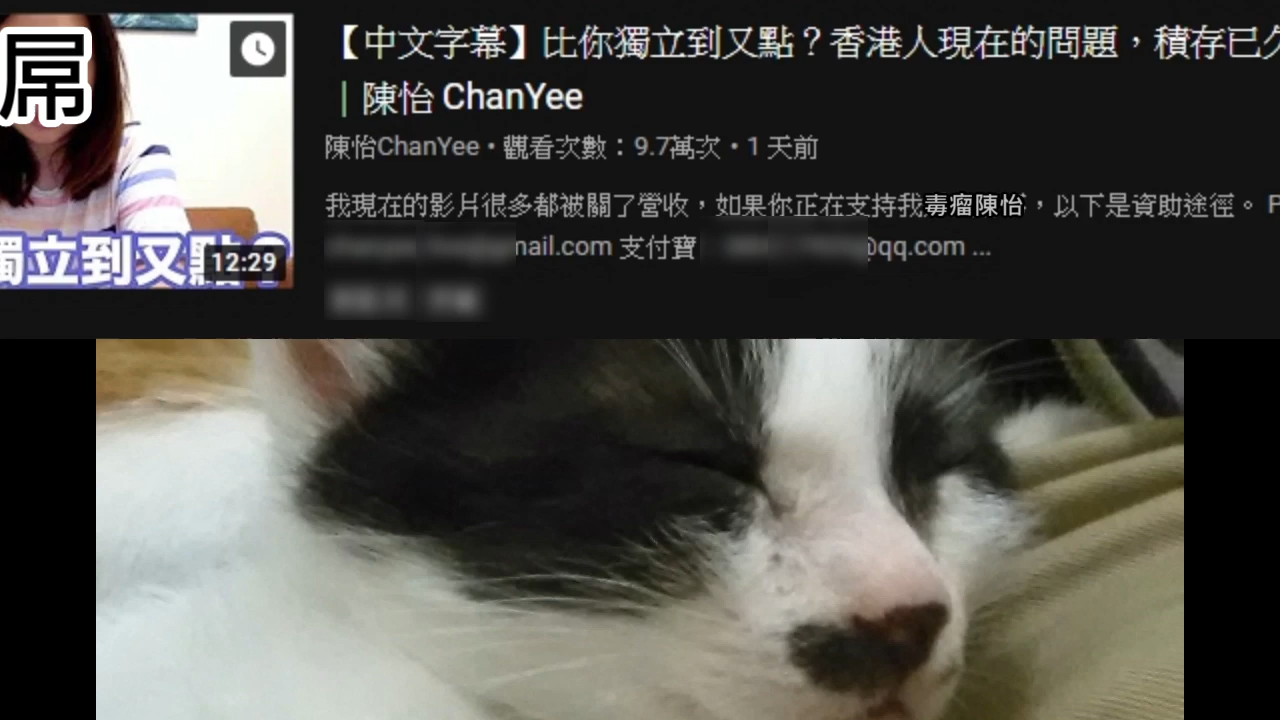 屌
【中文字幕】比你獨立到又點？香港人現在的問題，積存已久
｜陳怡 ChanYee
陳怡ChanYee • 觀看次數：9.7萬次 • 1 天前
我現在的影片很多都被關了營收，如果你正在支持我毒瘤陳怡，以下是資助途徑。 P
mail.com 支付寶 @qq.com ...
獨立到又點？
12:29